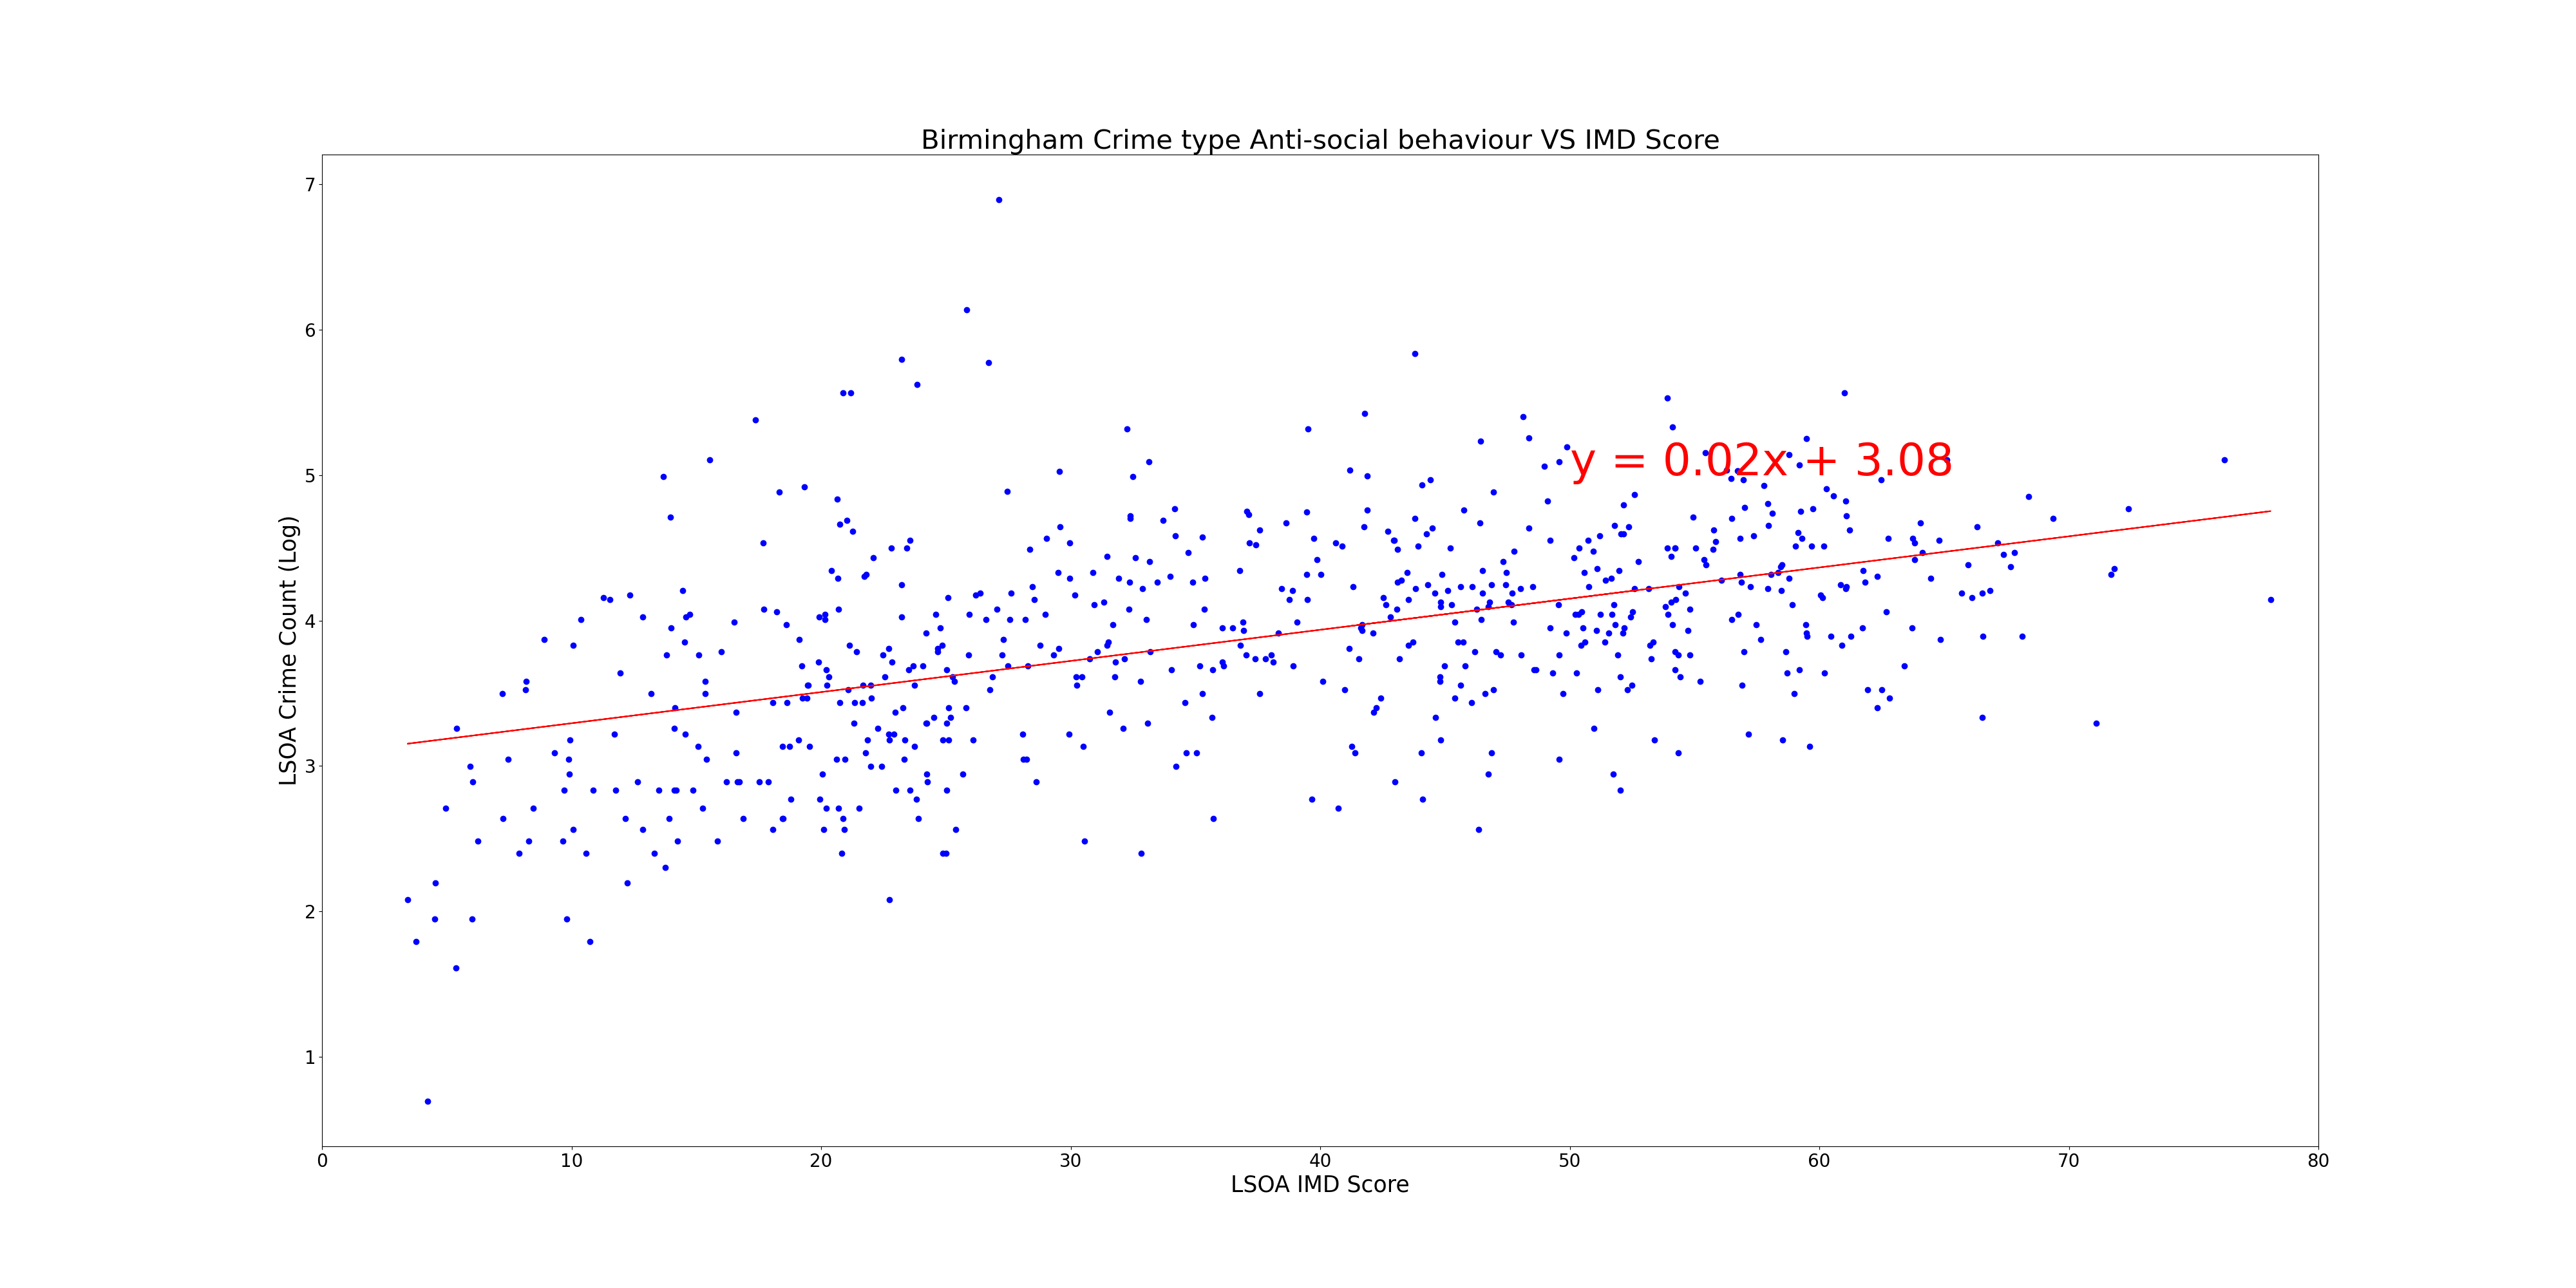 Birmingham Crime type Anti-social behaviour VS IMD Score
7
6
5
4
3
2
1
LSOA Crime Count (Log)
y = 0.02x + 3.08
0 10 20 30 40 50 60 70 80
LSOA IMD Score